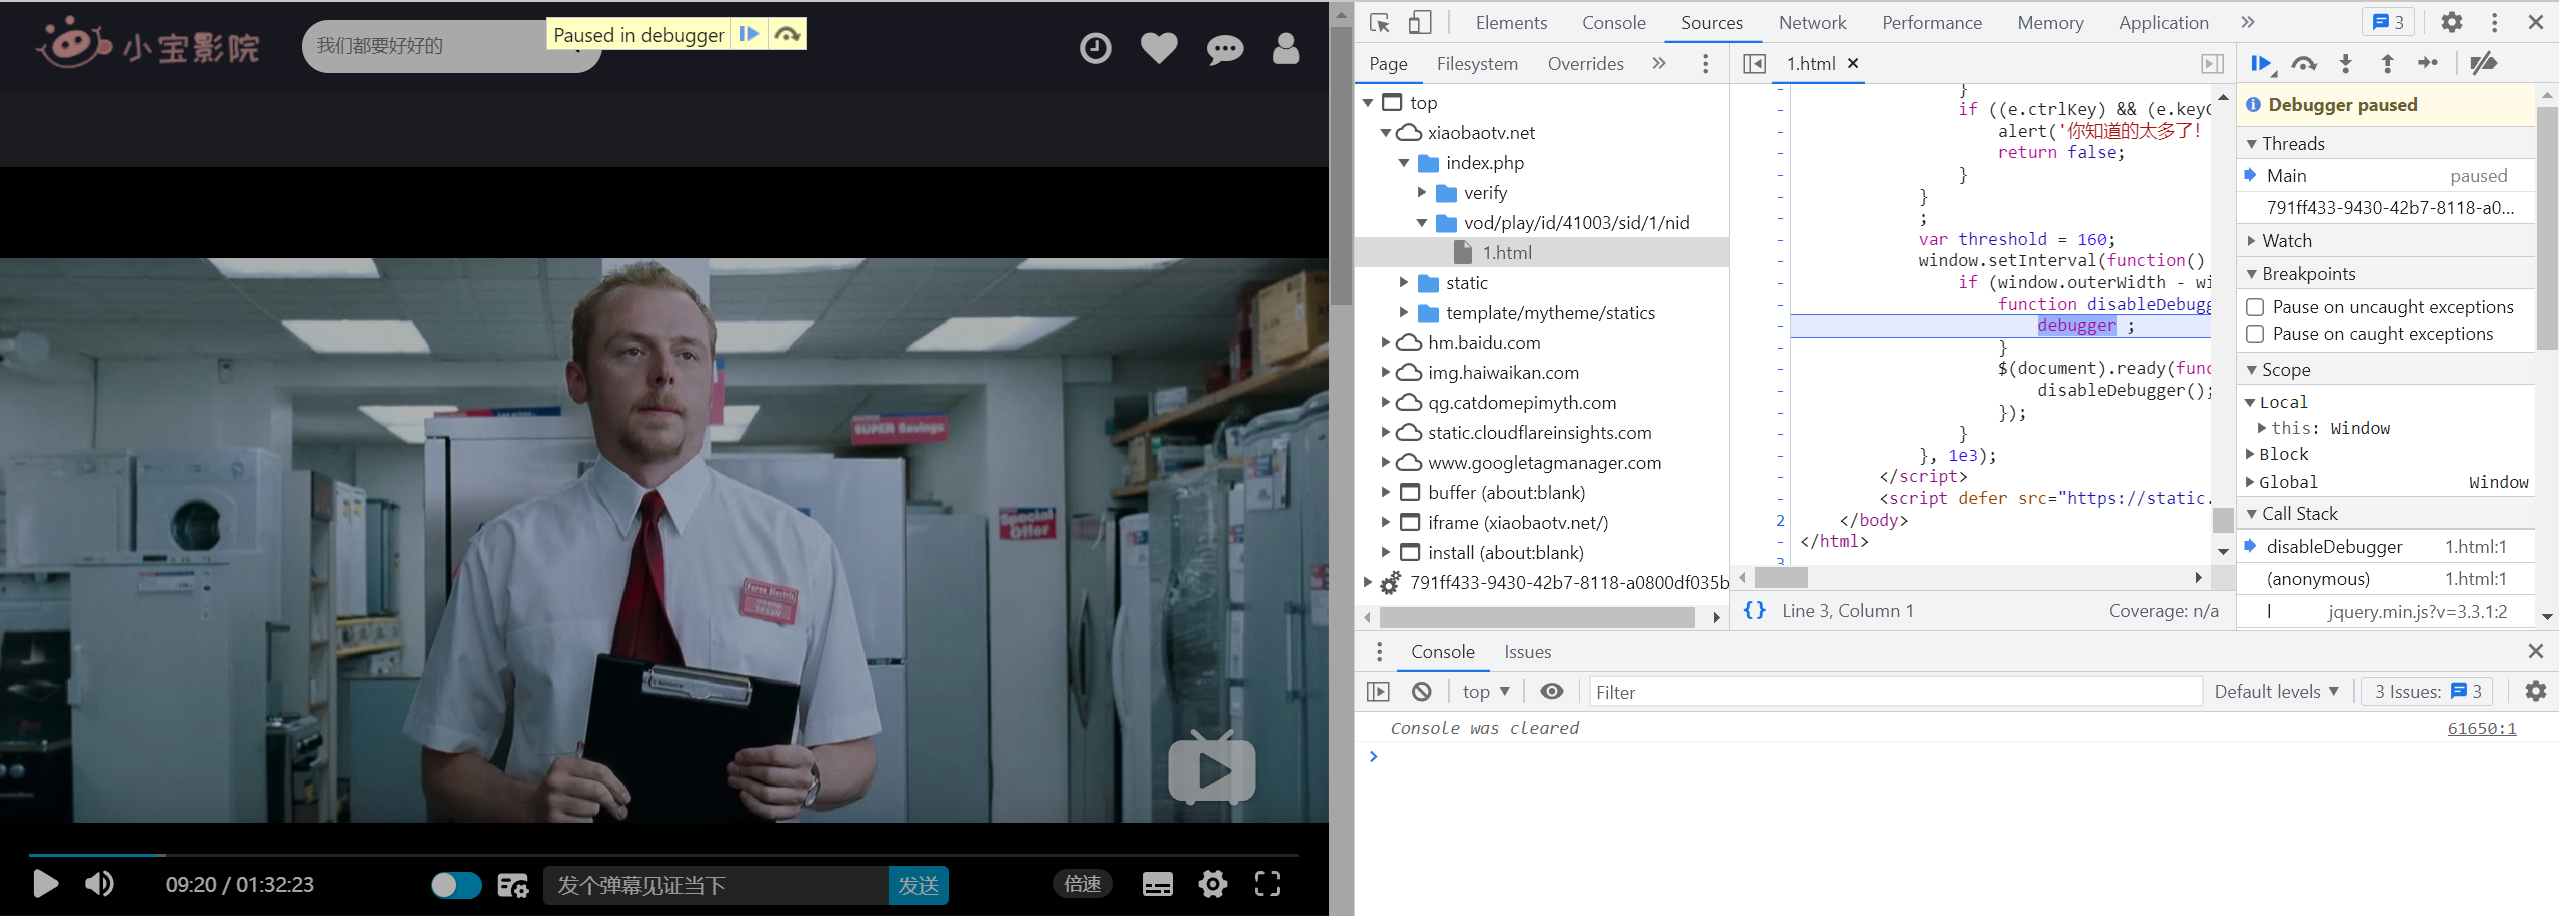 小宝影院
我们都要好好的
Paused in debugger
SUPER Savings
Special
Offer
SHAUN
INVOICE
09:20 / 01:32:23
发个弹幕见证当下
发送
倍速
Elements
Console
Sources
Network
Performance
Memory
Application
»
3
Page
Filesystem
Overrides
»
top
xiaobaotv.net
index.php
verify
vod/play/id/41003/sid/1/nid
1.html
static
template/mytheme/statics
hm.baidu.com
img.haiwaikan.com
qg.catdomepimyth.com
static.cloudflareinsights.com
www.googletagmanager.com
buffer (about:blank)
iframe (xiaobaotv.net/)
install (about:blank)
791ff433-9430-42b7-8118-a0800df035b
1.html ×
- }
- if ((e.ctrlKey) && (e.key
- alert('你知道的太多了!
- return false;
- }
- }
- ;
- var threshold = 160;
- window.setInterval(function()
- if (window.outerWidth - wi
- function disableDebugg
- debugger ;
- }
- $(document).ready(func
- disableDebugger();
- });
- }
- }, 1e3);
- </script>
- <script defer src="https://static.
2 </body>
- </html>
3
{} Line 3, Column 1
Coverage: n/a
Debugger paused
Threads
Main paused
791ff433-9430-42b7-8118-a0...
Watch
Breakpoints
Pause on uncaught exceptions
Pause on caught exceptions
Scope
Local
this: Window
Block
Global Window
Call Stack
disableDebugger 1.html:1
(anonymous) 1.html:1
l jquery.min.js?v=3.3.1:2
Console
Issues
top
Filter
Default levels
3 Issues: 3
Console was cleared
61650:1